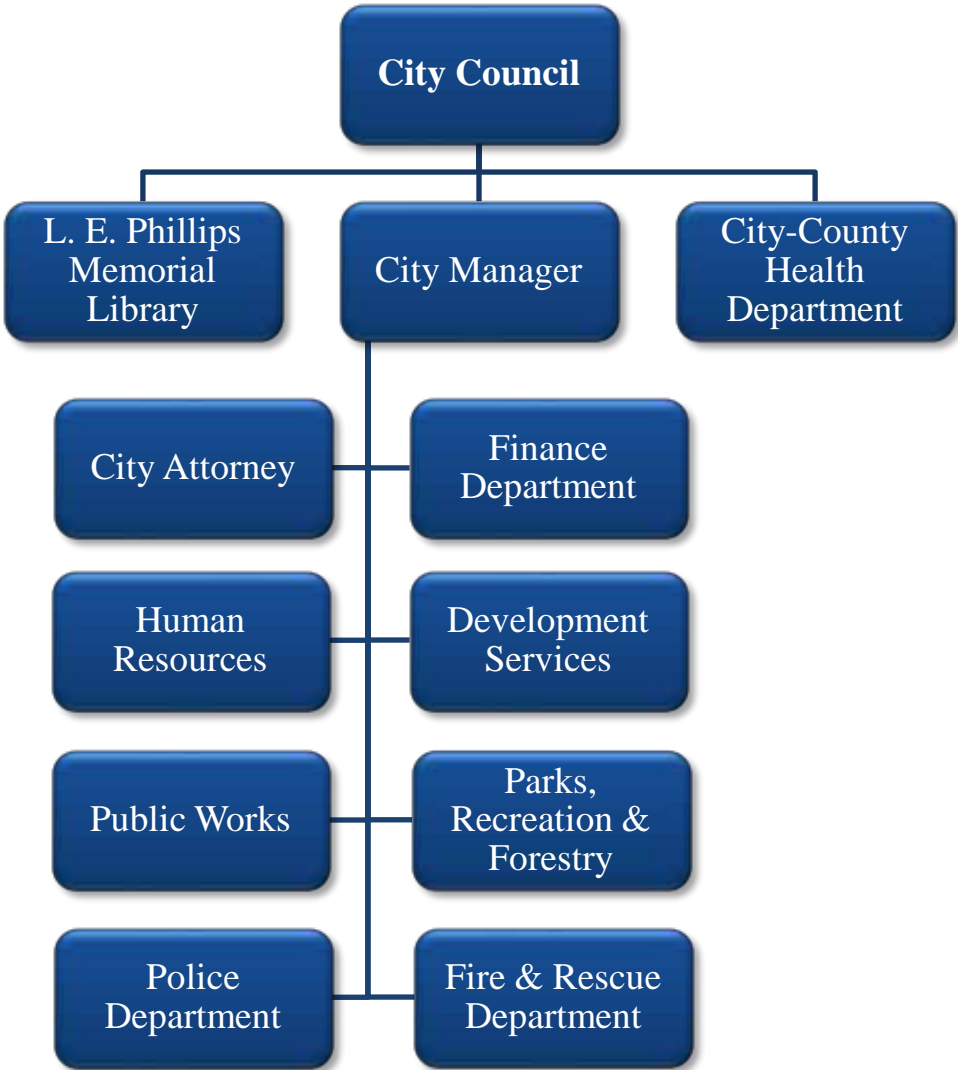 City Council
L. E. Phillips
Memorial
Library
City Manager
City-County
Health
Department
City Attorney
Finance
Department
Human
Resources
Development
Services
Public Works
Parks,
Recreation &
Forestry
Police
Department
Fire & Rescue
Department